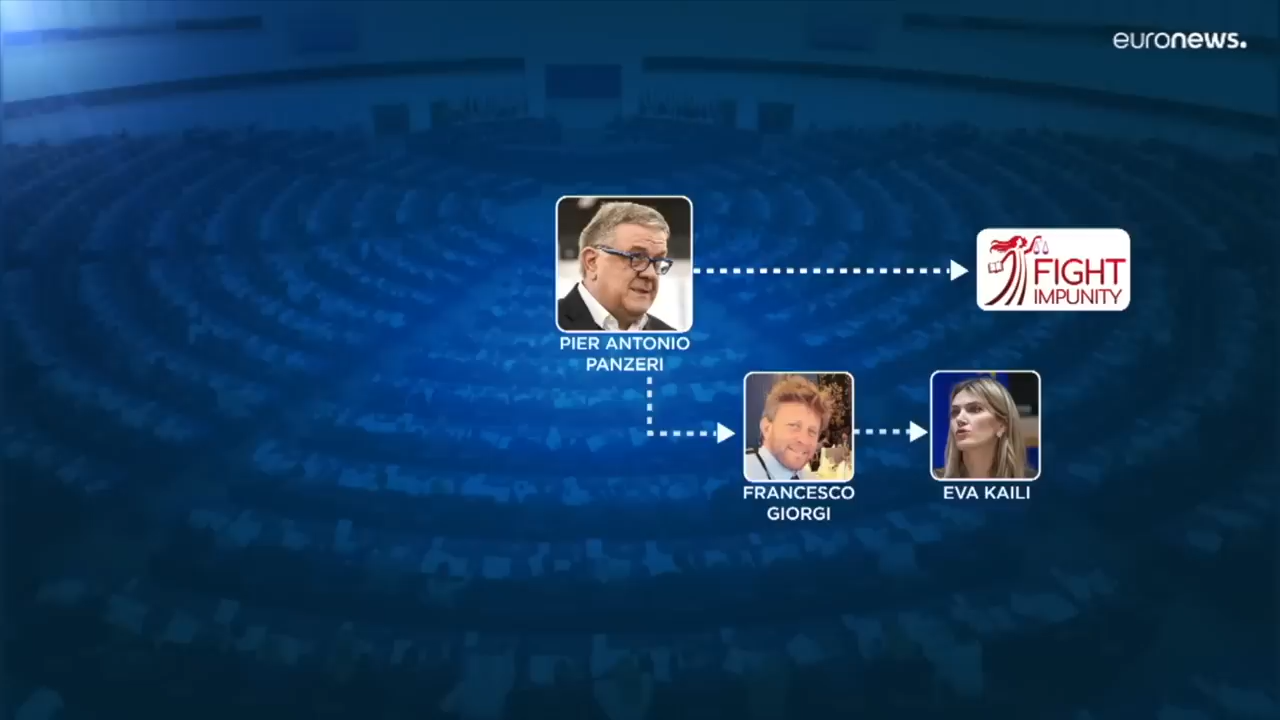 euronews.
PIER ANTONIO
PANZERI
FIGHT
IMPUNITY
FRANCESCO
GIORGI
EVA KAILI